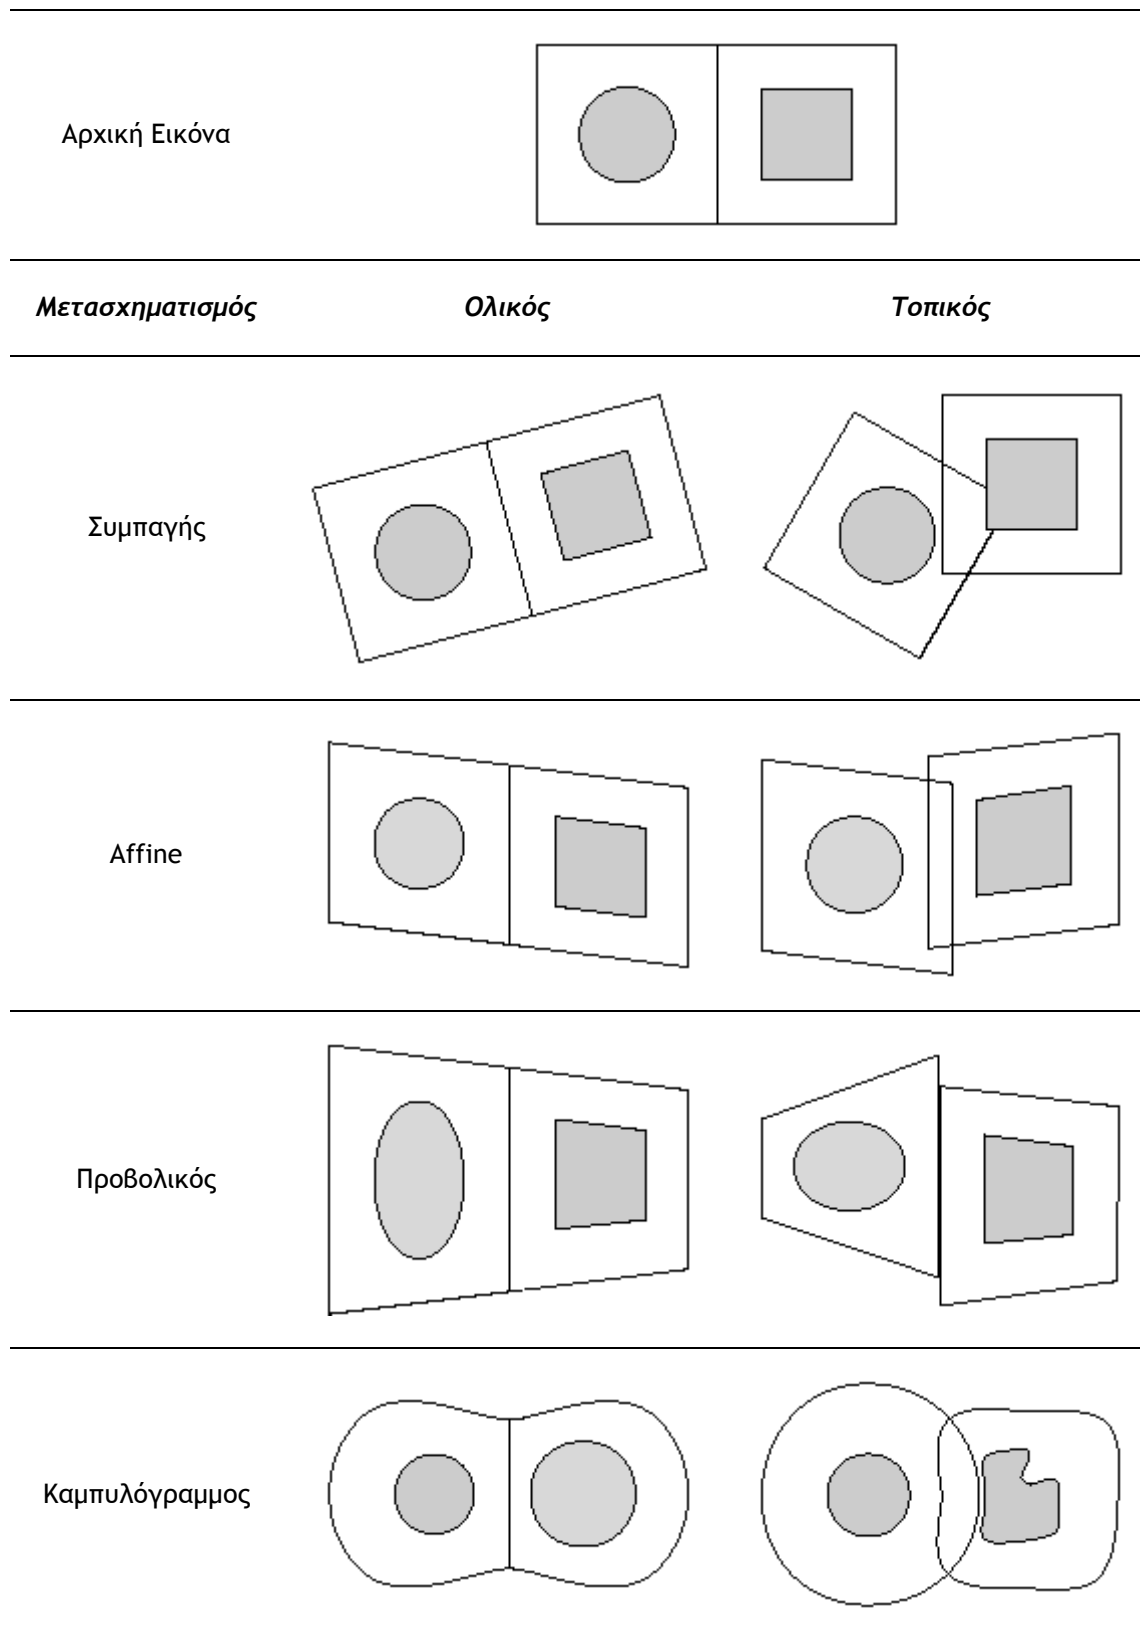 Αρχική Εικόνα
Μετασχηματισμός Ολικός Τοπικός
Συμπαγής
Affine
Προβολικός
Καμπυλόγραμμος